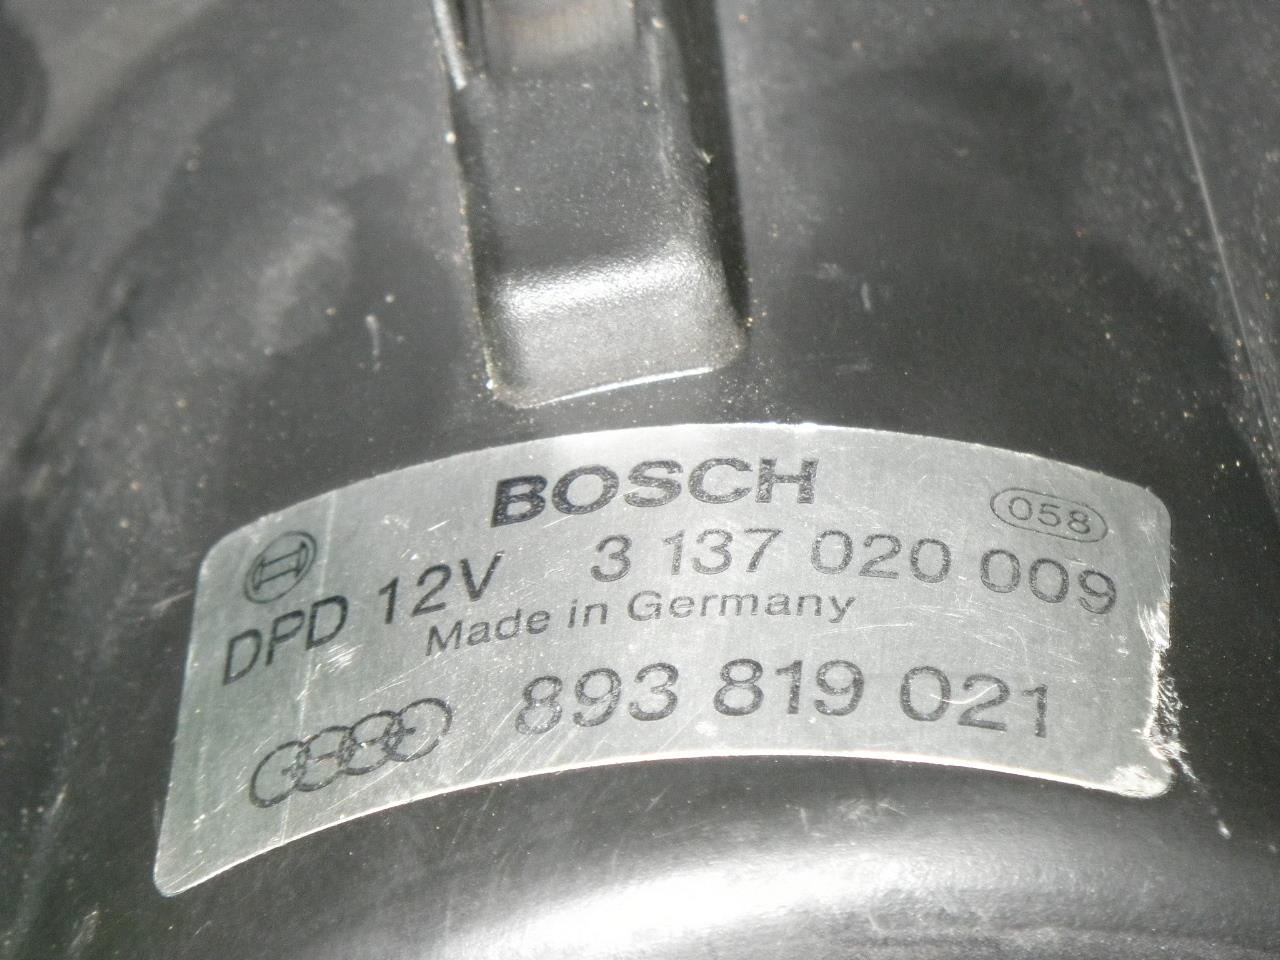 BOSCH
058
DPD 12V 3 137 020 009
Made in Germany
893 819 021